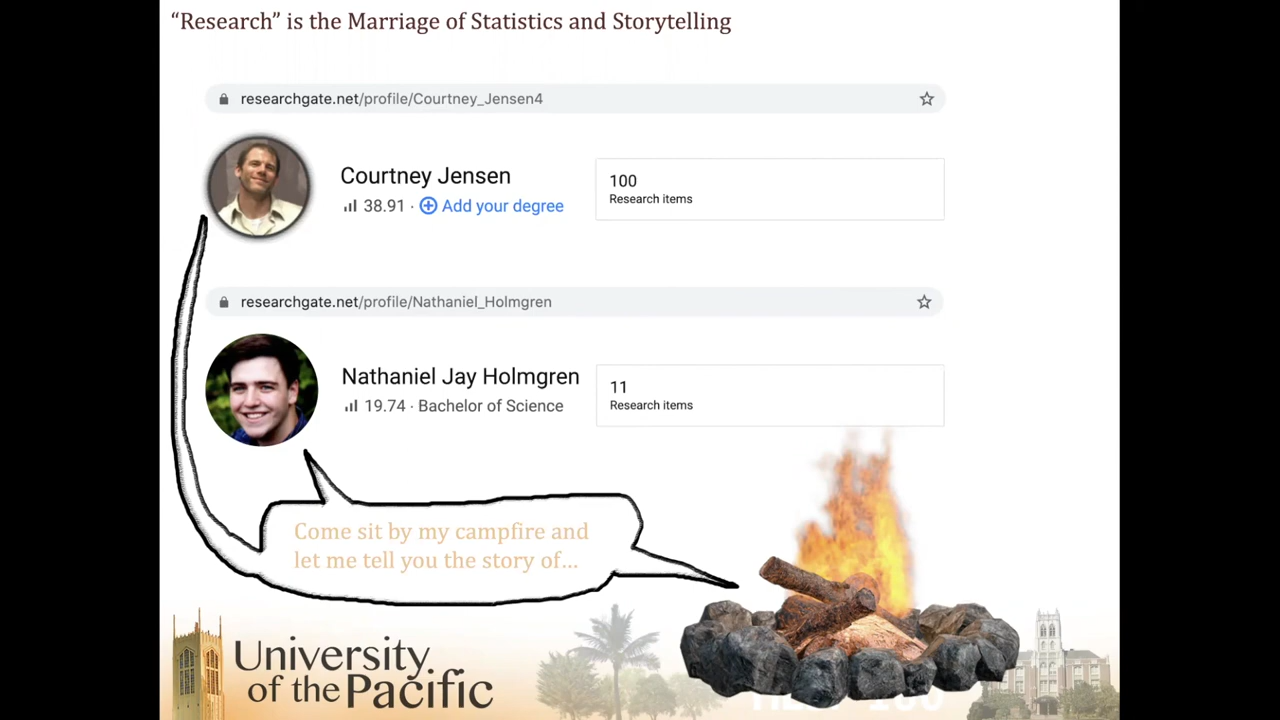 “Research” is the Marriage of Statistics and Storytelling
researchgate.net/profile/Courtney_Jensen4
Courtney Jensen
38.91 · Add your degree
100
Research items
researchgate.net/profile/Nathaniel_Holmgren
Nathaniel Jay Holmgren
19.74 · Bachelor of Science
11
Research items
Come sit by my campfire and
let me tell you the story of...
University
of the Pacific